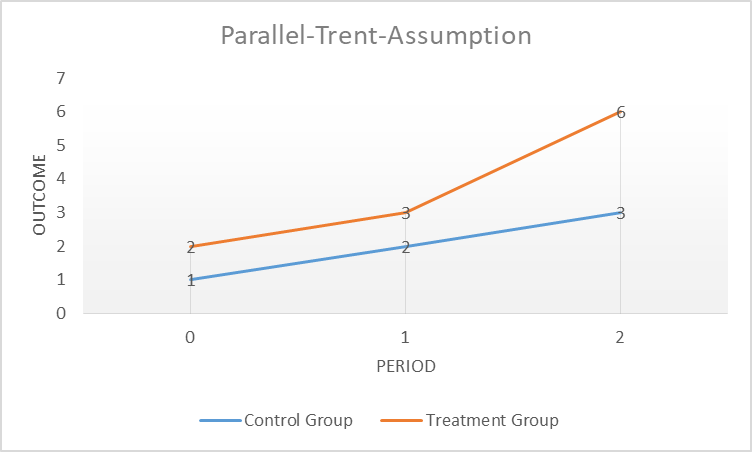 Parallel-Trent-Assumption
7
6
5
4
3
2
1
0
OUTCOME
2
3
6
1
2
3
0 1 2
PERIOD
Control Group Treatment Group